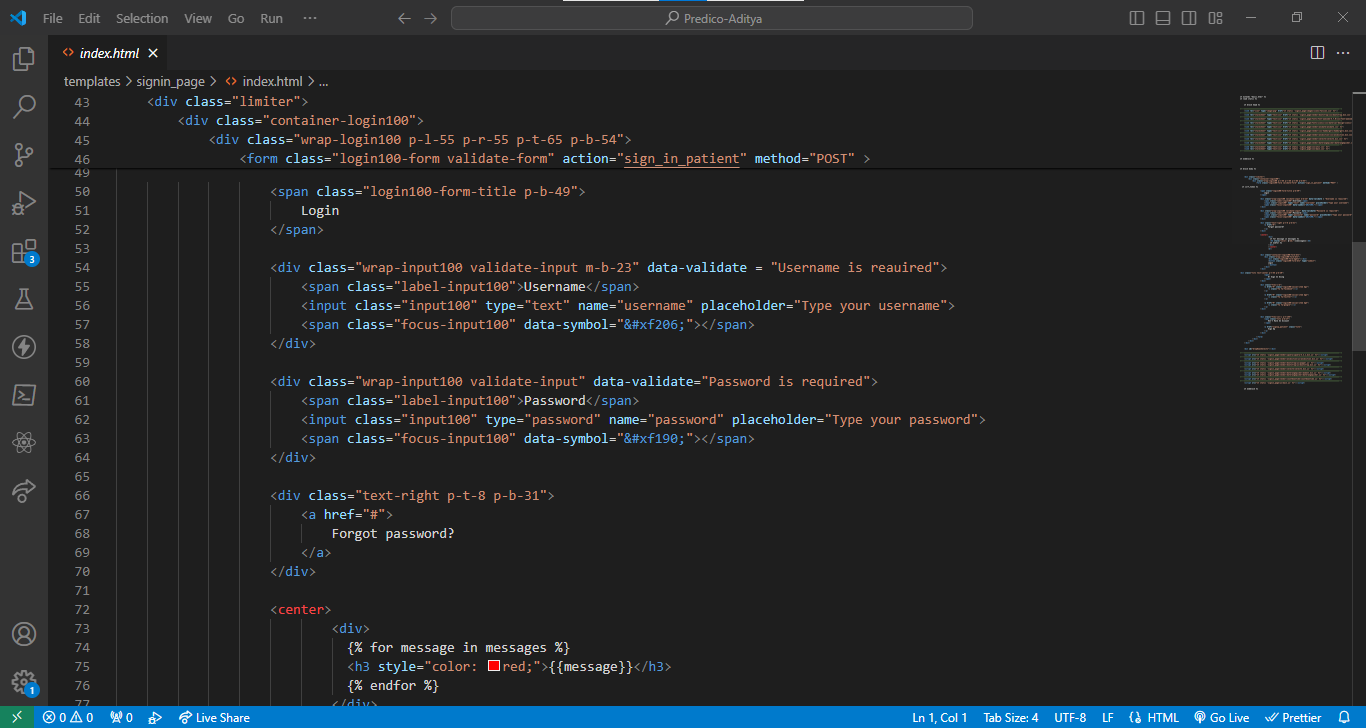 File Edit Selection View Go Run ··· Predico-Aditya
index.html
templates > signin_page > index.html > ...
43 <div class="limiter">
44 <div class="container-login100">
45 <div class="wrap-login100 p-l-55 p-r-55 p-t-65 p-b-54">
46 <form class="login100-form validate-form" action="sign_in_patient" method="POST" >
49
50 <span class="login100-form-title p-b-49">
51 Login
52 </span>
53
54 <div class="wrap-input100 validate-input m-b-23" data-validate = "Username is reauired">
55 <span class="label-input100">Username</span>
56 <input class="input100" type="text" name="username" placeholder="Type your username">
57 <span class="focus-input100" data-symbol="&#xf206;"></span>
58 </div>
59
60 <div class="wrap-input100 validate-input" data-validate="Password is required">
61 <span class="label-input100">Password</span>
62 <input class="input100" type="password" name="password" placeholder="Type your password">
63 <span class="focus-input100" data-symbol="&#xf190;"></span>
64 </div>
65
66 <div class="text-right p-t-8 p-b-31">
67 <a href="#">
68 Forgot password?
69 </a>
70 </div>
71
72 <center>
73 <div>
74 {% for message in messages %}
75 <h3 style="color: red;">{{message}}</h3>
76 {% endfor %}
77 </div>
3
1
0 0 0 Live Share Ln 1, Col 1 Tab Size: 4 UTF-8 LF HTML Go Live Prettier